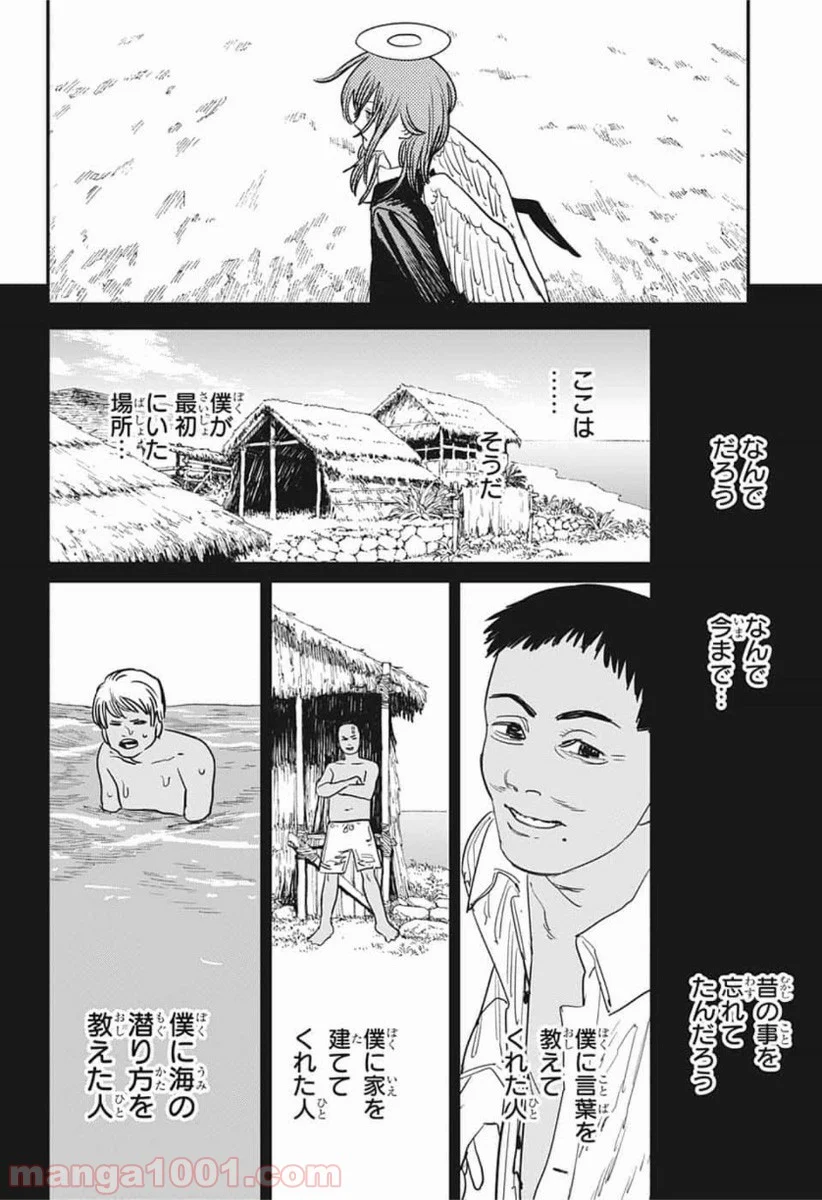 なんで
だろう
なんで
今まで…
昔の事を
忘れて
たんだろう
ここは
……
そうだ
僕が
最初
にいた
場所…
僕に言葉を
教えて
くれた人
僕に家を
建てて
くれた人
僕に海の
潜り方を
教えた人
manga1001.com